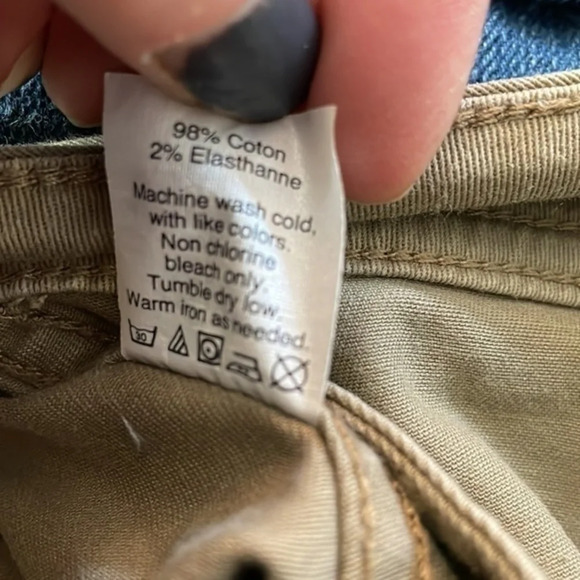 98% Coton
2% Elasthanne
Machine wash cold,
with like colors.
Non chlorine
bleach only.
Tumble dry low.
Warm iron as needed.
30